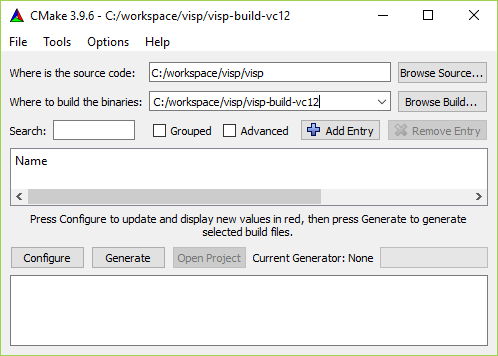 CMake 3.9.6 - C:/workspace/visp/visp-build-vc12
File Tools Options Help
Where is the source code: C:/workspace/visp/visp Browse Source...
Where to build the binaries: C:/workspace/visp/visp-build-vc12 Browse Build...
Search: Grouped Advanced Add Entry Remove Entry
Name
Press Configure to update and display new values in red, then press Generate to generate
selected build files.
Configure Generate Open Project Current Generator: None